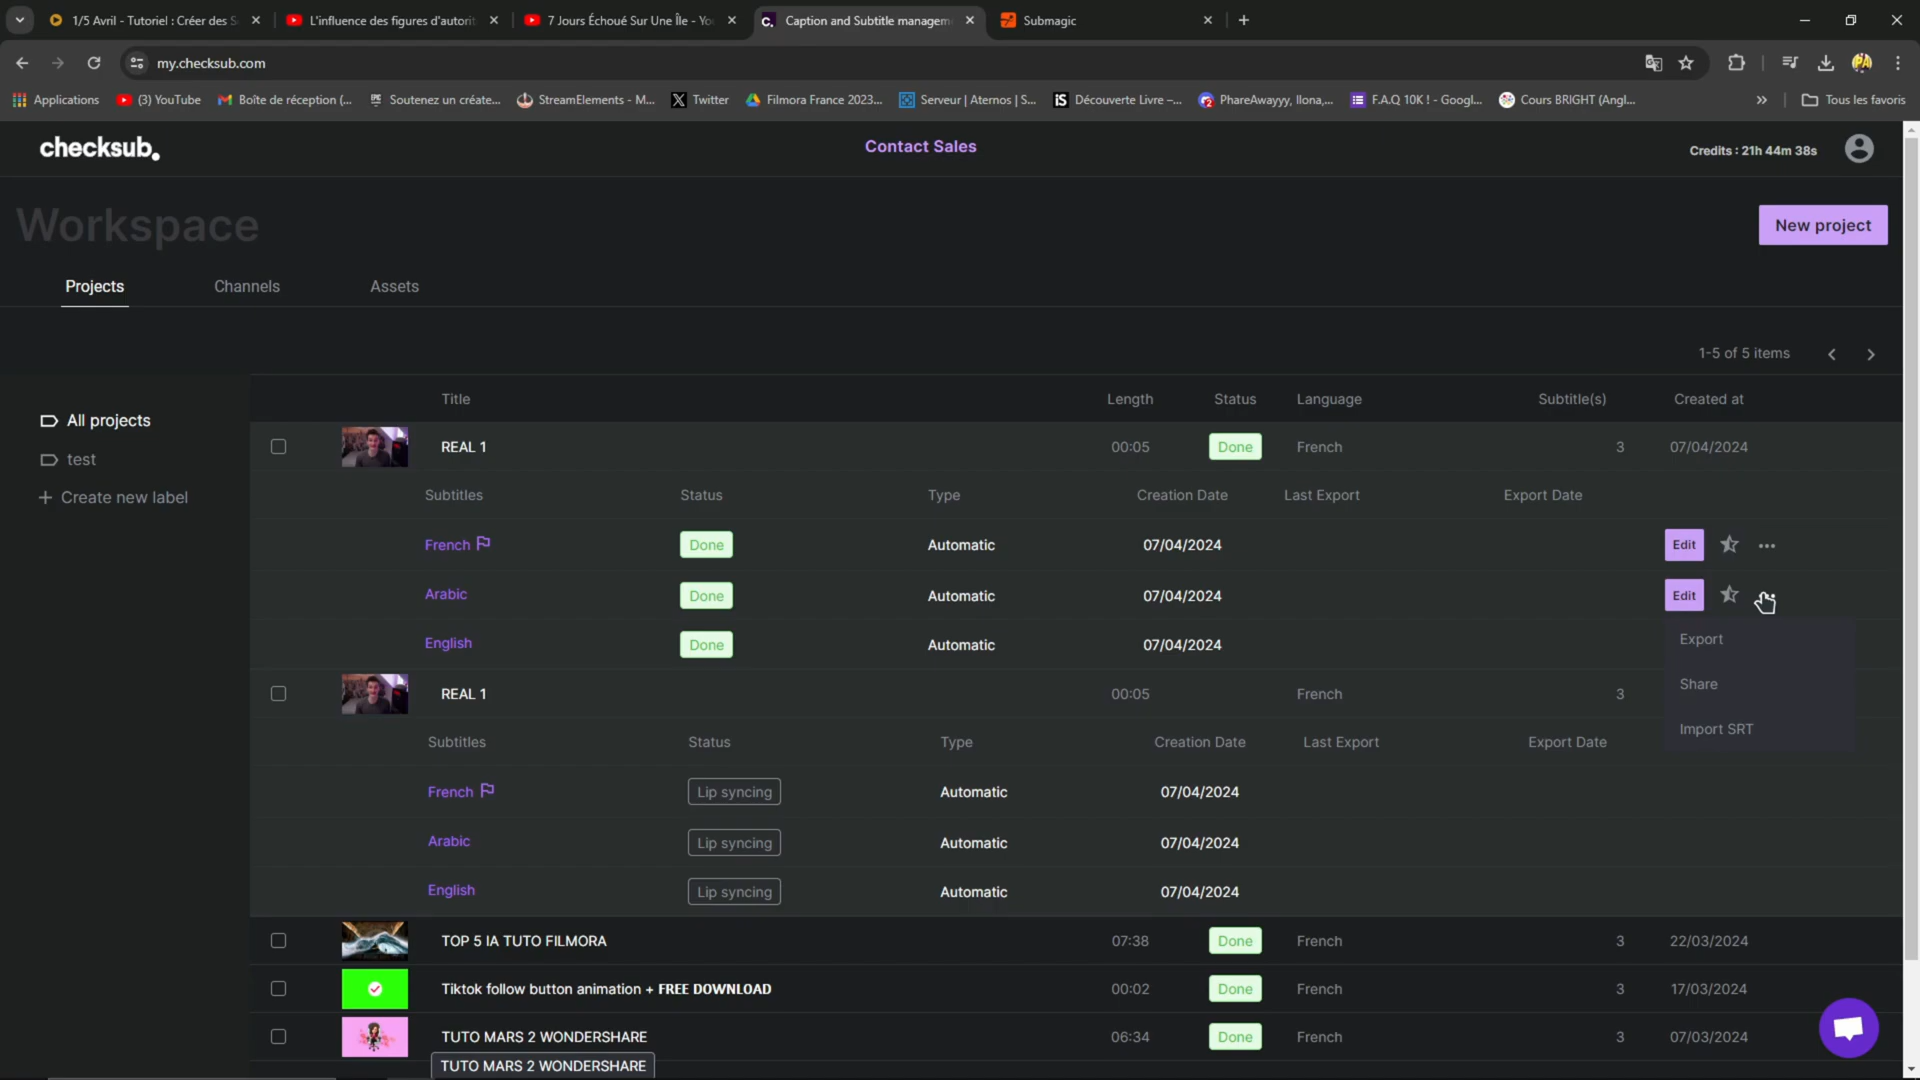 1/5 Avril - Tutoriel : Créer des S
L'influence des figures d'autorit
7 Jours Échoué Sur Une Île - Yo
Caption and Subtitle managem
Submagic
my.checksub.com
Applications
(3) YouTube
Boîte de réception (...
Soutenez un créate...
StreamElements - M...
Twitter
Filmora France 2023...
Serveur | Aternos | S...
Découverte Livre –...
PhareAwayyy, Ilona,...
F.A.Q 10K ! - Googl...
Cours BRIGHT (Angl...
»
Tous les favoris
checksub.
Contact Sales
Credits : 21h 44m 38s
Workspace
New project
Projects
Channels
Assets
1-5 of 5 items
All projects
test
+ Create new label
Title Length Status Language Subtitle(s) Created at
REAL 1 00:05 Done French 3 07/04/2024
Subtitles Status Type Creation Date Last Export Export Date
French Done Automatic 07/04/2024 Edit ...
Arabic Done Automatic 07/04/2024 Edit
English Done Automatic 07/04/2024
Export
Share
Import SRT
REAL 1 00:05 French 3
Subtitles Status Type Creation Date Last Export Export Date
French Lip syncing Automatic 07/04/2024
Arabic Lip syncing Automatic 07/04/2024
English Lip syncing Automatic 07/04/2024
TOP 5 IA TUTO FILMORA 07:38 Done French 3 22/03/2024
Tiktok follow button animation + FREE DOWNLOAD 00:02 Done French 3 17/03/2024
TUTO MARS 2 WONDERSHARE 06:34 Done French 3 07/03/2024
TUTO MARS 2 WONDERSHARE